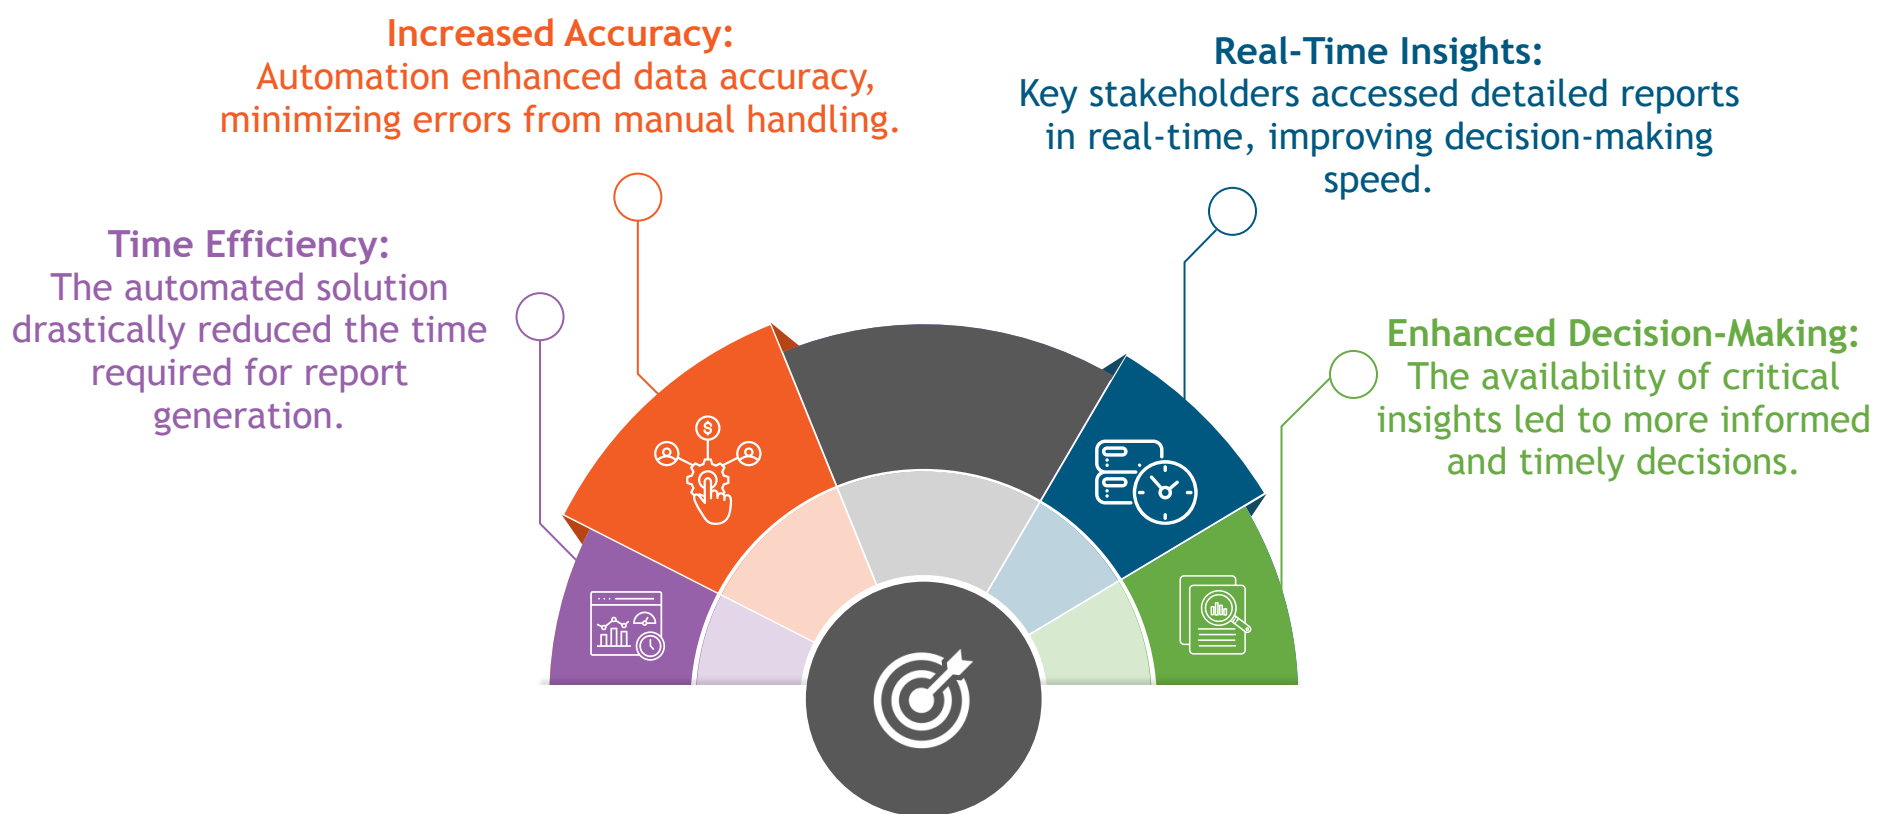 Increased Accuracy:
Automation enhanced data accuracy,
minimizing errors from manual handling.
Real-Time Insights:
Key stakeholders accessed detailed reports
in real-time, improving decision-making
speed.
Time Efficiency:
The automated solution
drastically reduced the time
required for report
generation.
Enhanced Decision-Making:
The availability of critical
insights led to more informed
and timely decisions.
$